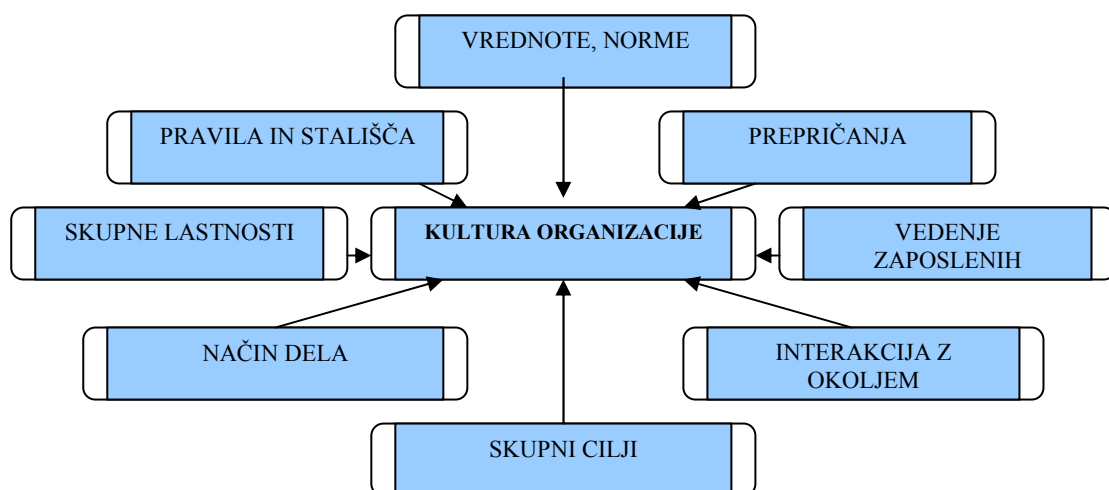 VREDNOTE, NORME
PRAVILA IN STALIŠČA
PREPRIČANJA
SKUPNE LASTNOSTI
KULTURA ORGANIZACIJE
VEDENJE
ZAPOSLENIH
NAČIN DELA
INTERAKCIJA Z
OKOLJEM
SKUPNI CILJI